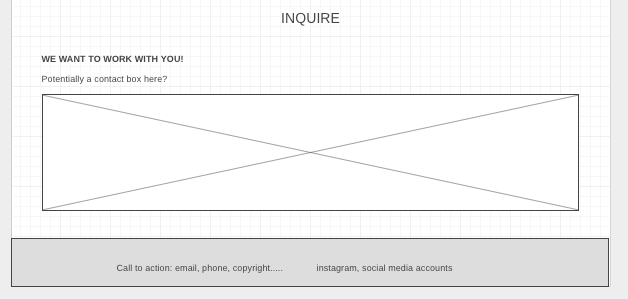 INQUIRE
WE WANT TO WORK WITH YOU!
Potentially a contact box here?
Call to action: email, phone, copyright..... instagram, social media accounts